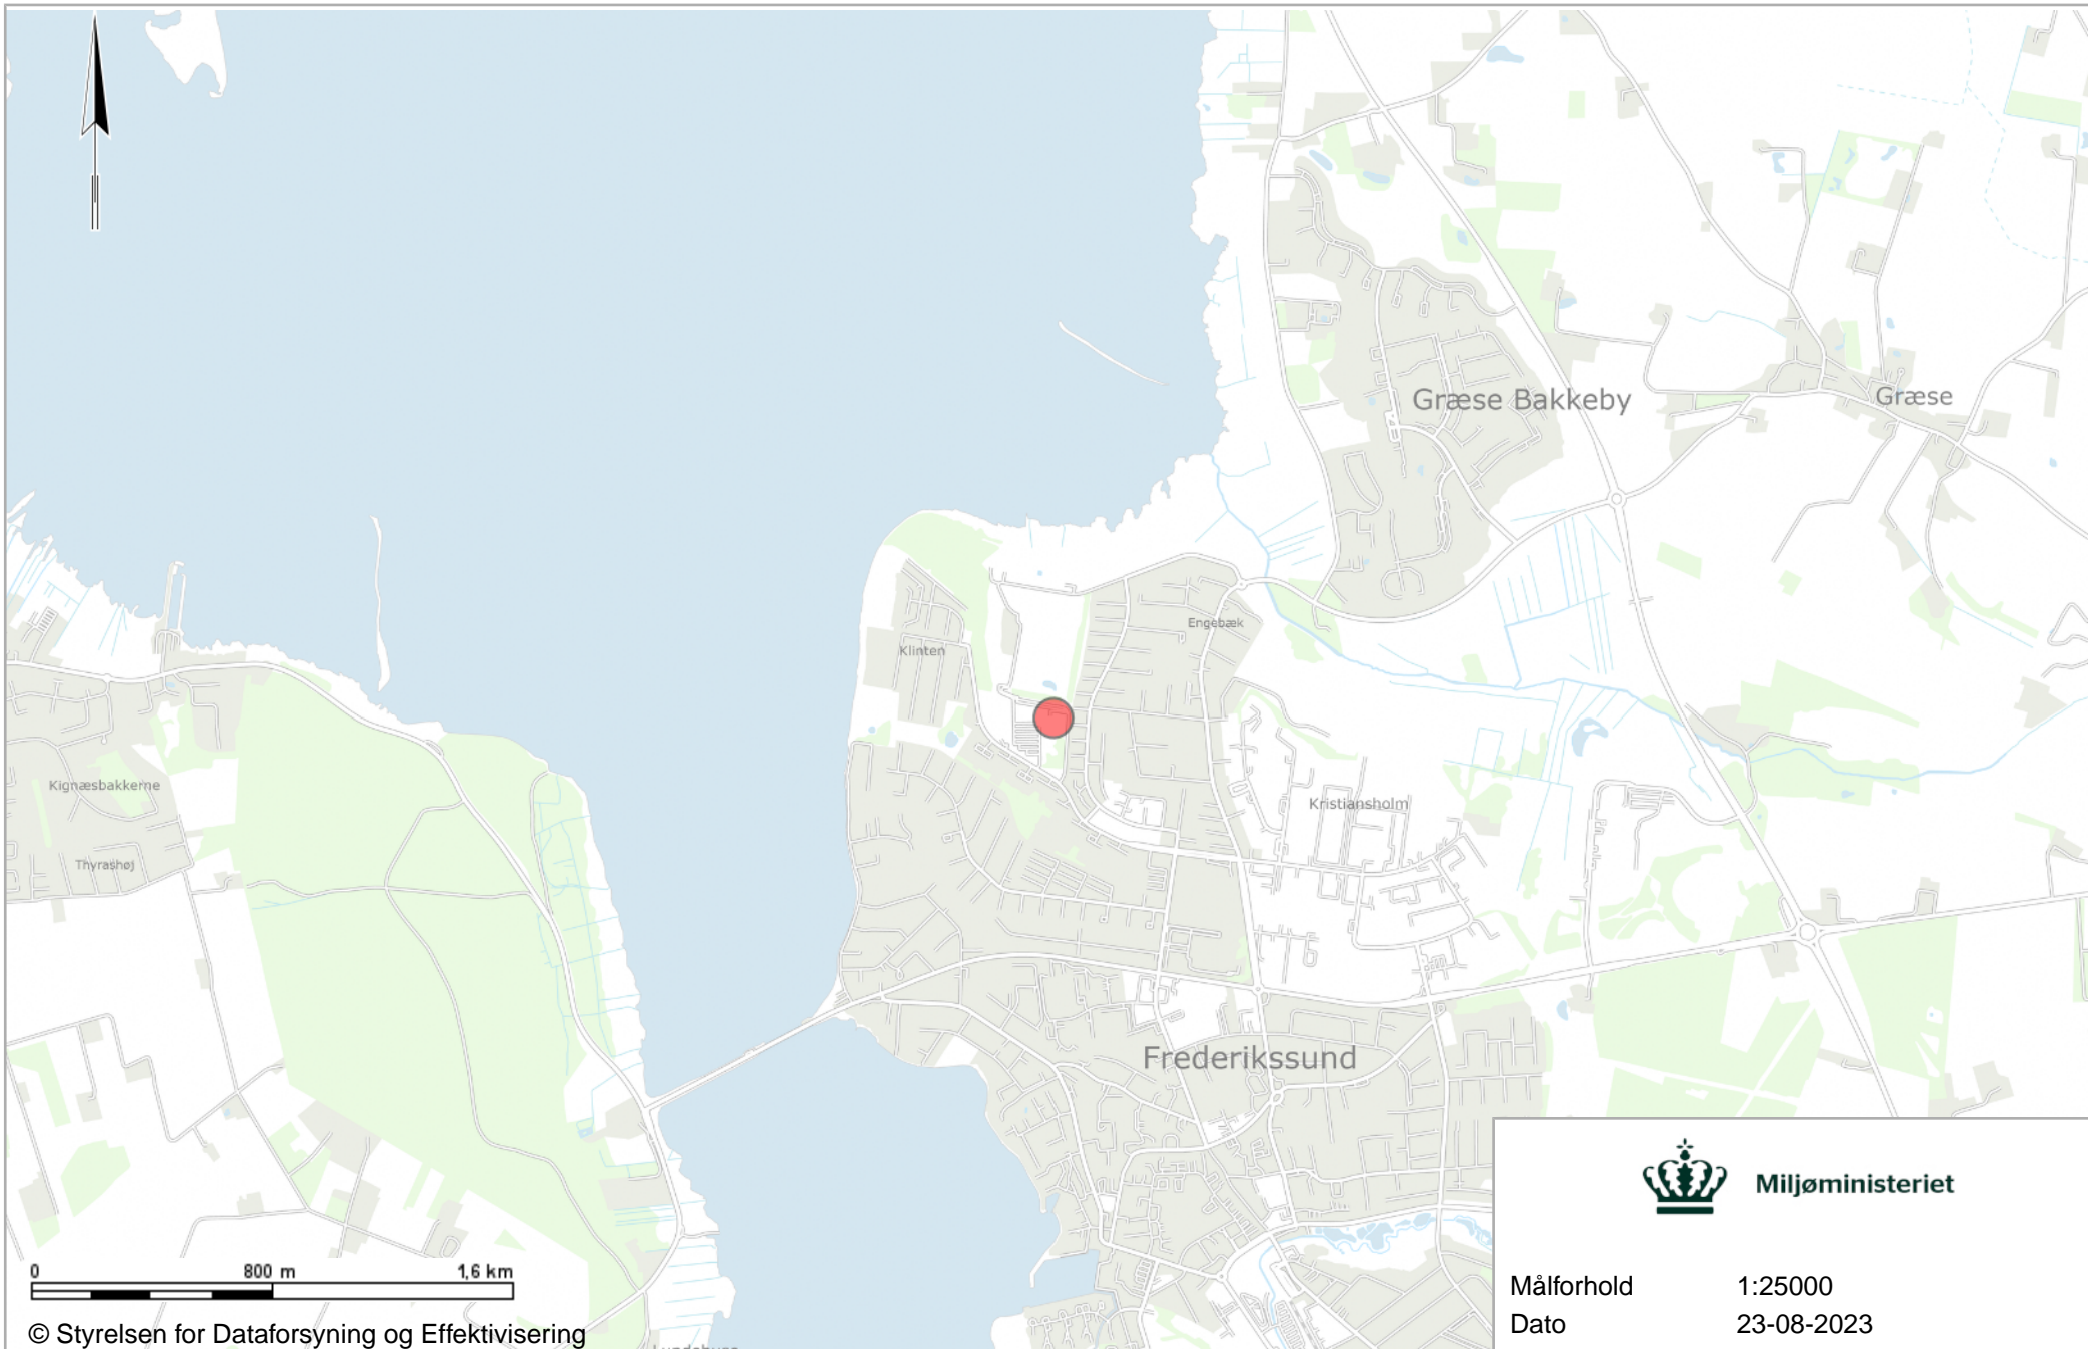 Græse Bakkeby
Græse
Engebæk
Klinten
Kignæsbakkerne
Kristiansholm
Thyrashøj
Frederikssund
Miljøministeriet
0 800 m 1,6 km
Målforhold 1:25000
Dato 23-08-2023
© Styrelsen for Dataforsyning og Effektivisering